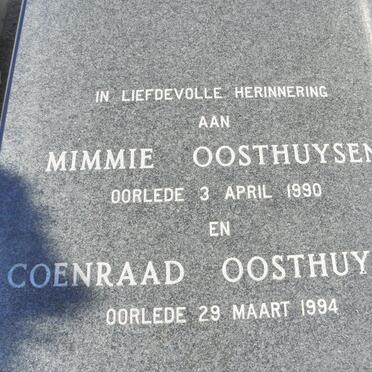 IN LIEFDEVOLLE HERINNERING
AAN
MIMMIE OOSTHUYSEN
OORLEDE 3 APRIL 1990
EN
COENRAAD OOSTHUY
OORLEDE 29 MAART 1994